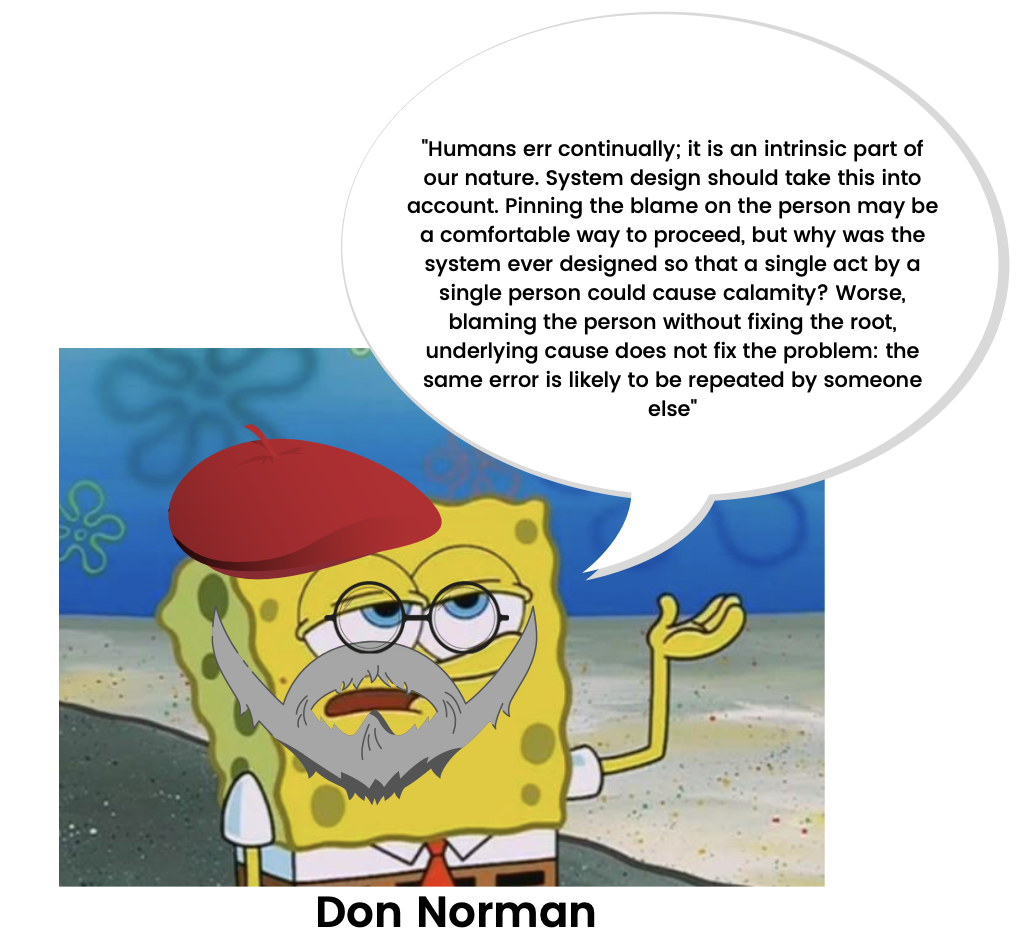 "Humans err continually; it is an intrinsic part of
our nature. System design should take this into
account. Pinning the blame on the person may be
a comfortable way to proceed, but why was the
system ever designed so that a single act by a
single person could cause calamity? Worse,
blaming the person without fixing the root,
underlying cause does not fix the problem: the
same error is likely to be repeated by someone
else"
Don Norman